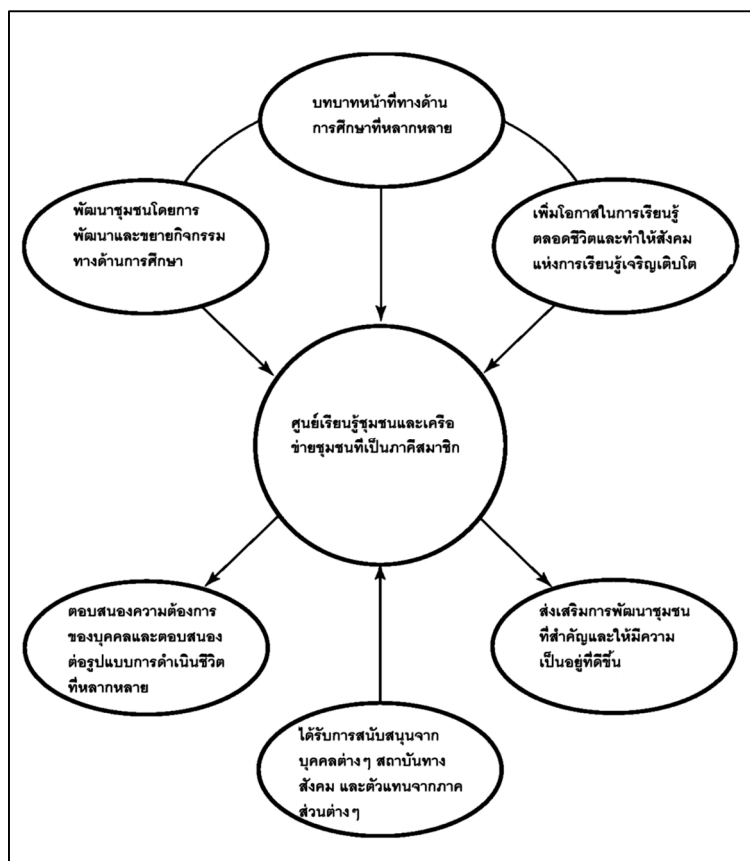 บทบาทหน้าที่ทางด้าน
การศึกษาที่หลากหลาย
พัฒนาชุมชนโดยการ
พัฒนาและขยายกิจกรรม
ทางด้านการศึกษา
เพิ่มโอกาสในการเรียนรู้
ตลอดชีวิตและทำให้สังคม
แห่งการเรียนรู้เจริญเติบโต
ศูนย์เรียนรู้ชุมชนและเครือ
ข่ายชุมชนที่เป็นภาคีสมาชิก
ตอบสนองความต้องการ
ของบุคคลและตอบสนอง
ต่อรูปแบบการดำเนินชีวิต
ที่หลากหลาย
ส่งเสริมการพัฒนาชุมชน
ที่สำคัญและให้มีความ
เป็นอยู่ที่ดีขึ้น
ได้รับการสนับสนุนจาก
บุคคลต่างๆ สถาบันทาง
สังคม และตัวแทนจากภาค
ส่วนต่างๆ